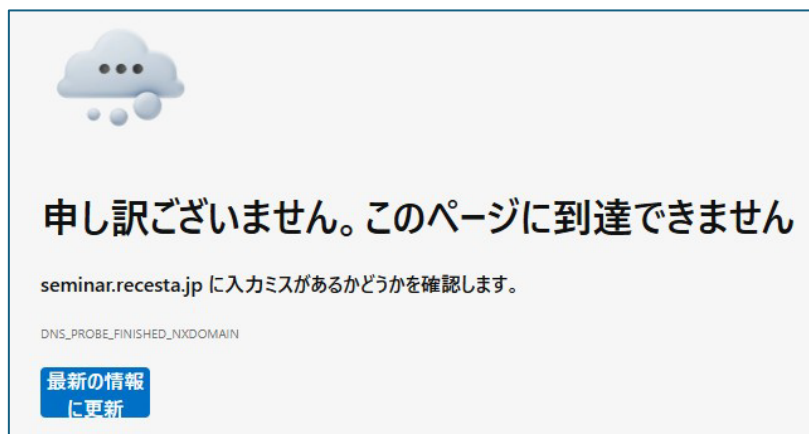 申し訳ございません。このページに到達できません
seminar.recesta.jp に入力ミスがあるかどうかを確認します。
DNS_PROBE_FINISHED_NXDOMAIN
最新の情報
に更新